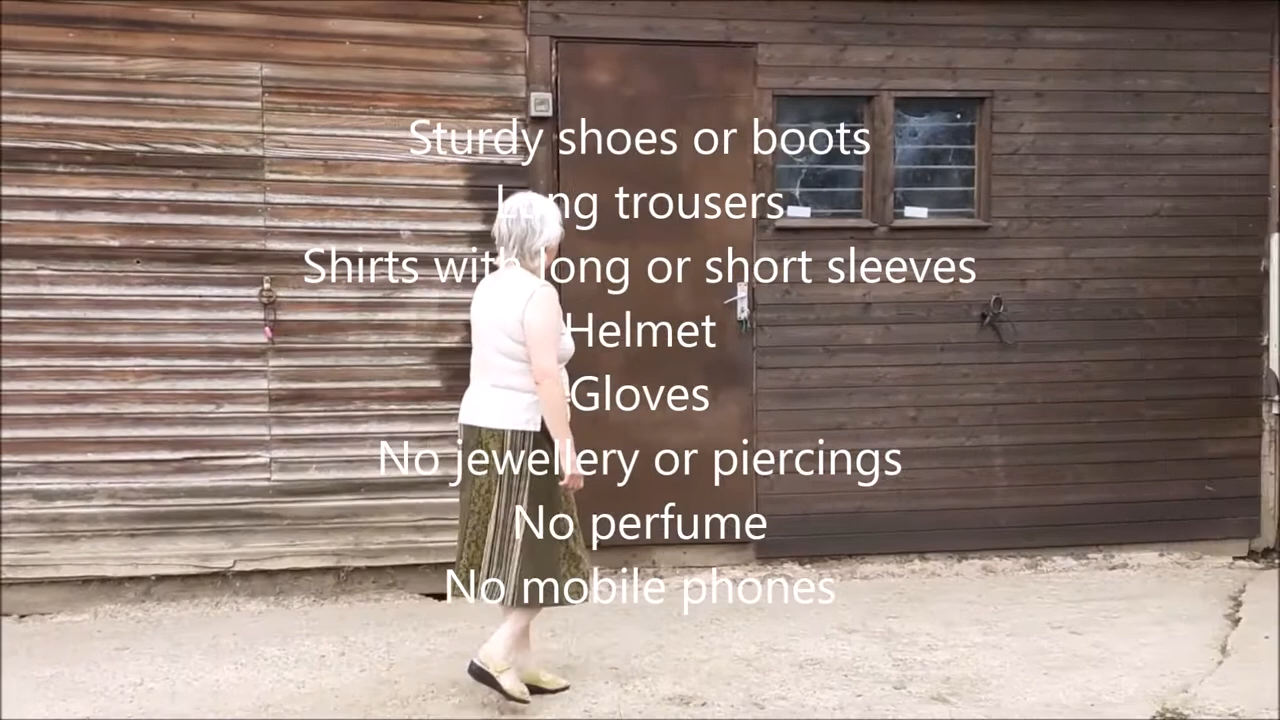 Sturdy shoes or boots
Long trousers
Shirts with long or short sleeves
Helmet
Gloves
No jewellery or piercings
No perfume
No mobile phones